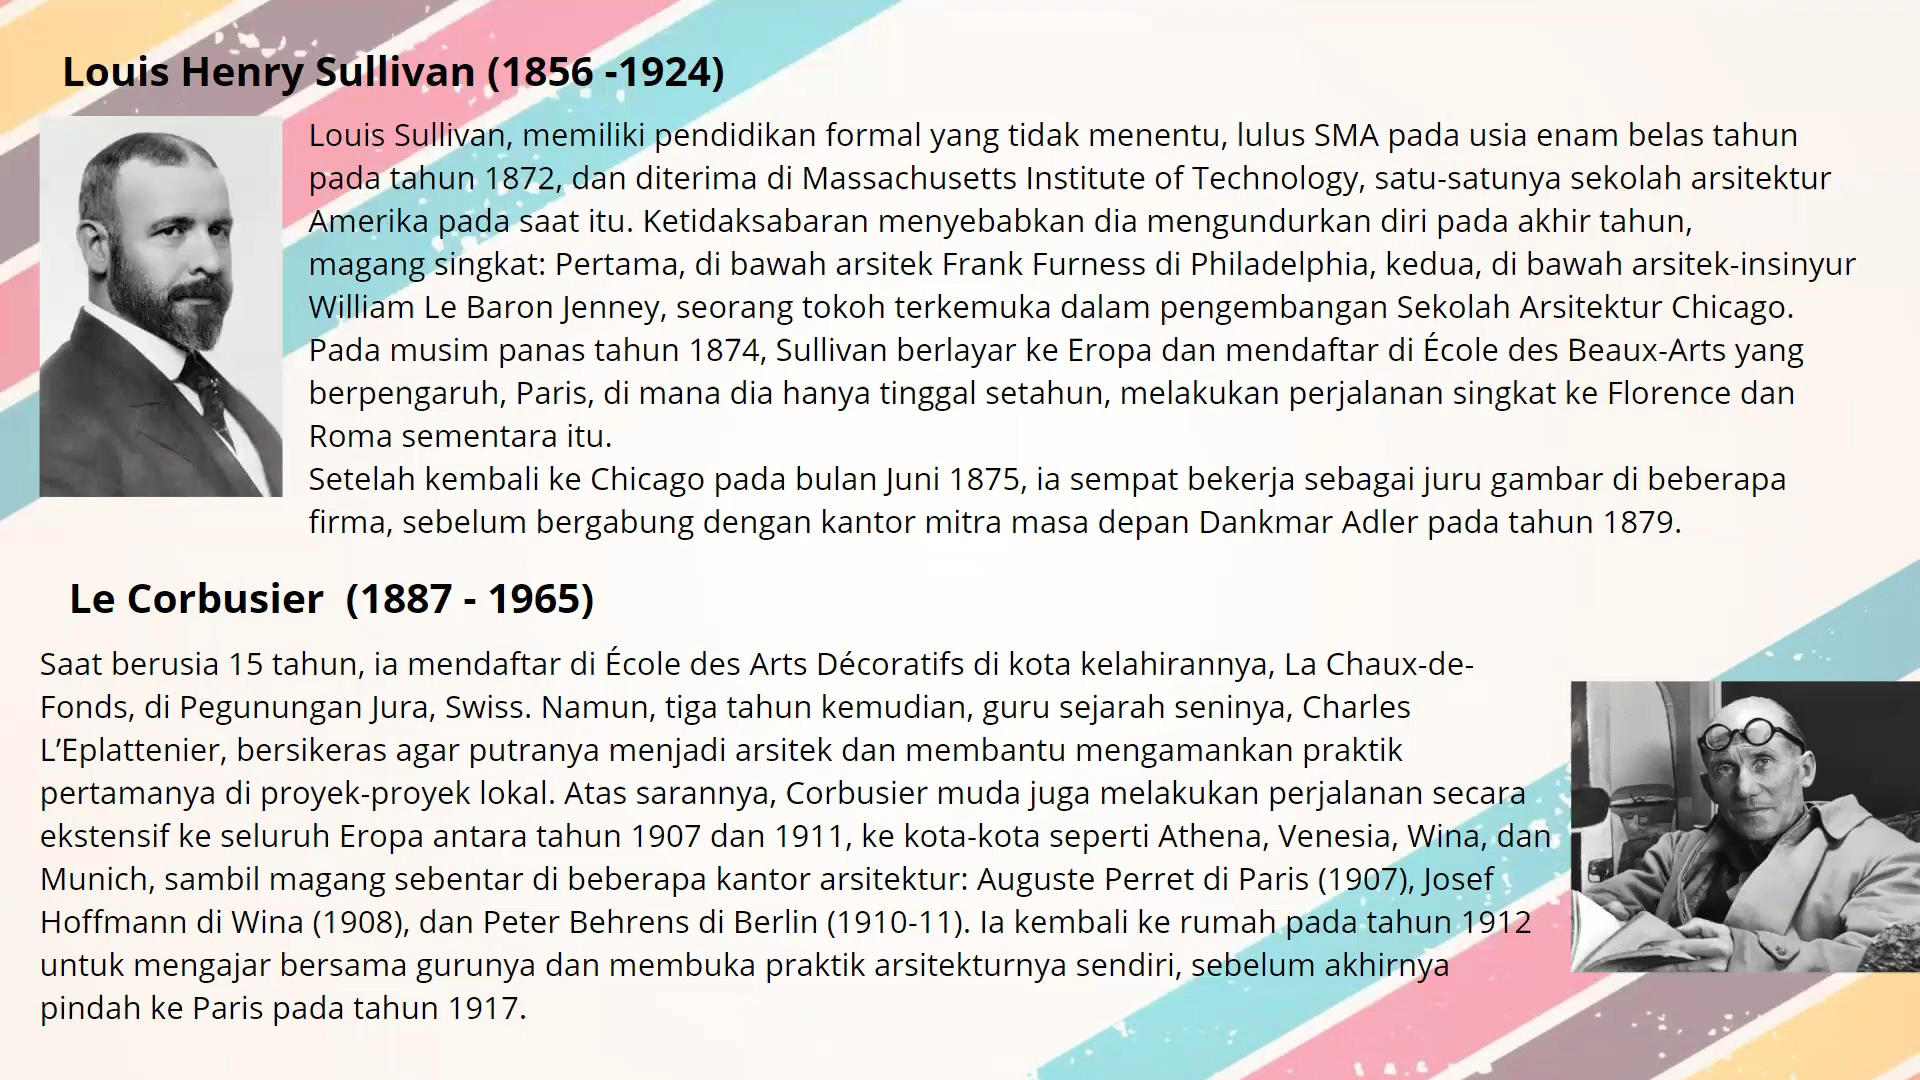 Louis Henry Sullivan (1856 -1924)
Louis Sullivan, memiliki pendidikan formal yang tidak menentu, lulus SMA pada usia enam belas tahun
pada tahun 1872, dan diterima di Massachusetts Institute of Technology, satu-satunya sekolah arsitektur
Amerika pada saat itu. Ketidaksabaran menyebabkan dia mengundurkan diri pada akhir tahun,
magang singkat: Pertama, di bawah arsitek Frank Furness di Philadelphia, kedua, di bawah arsitek-insinyur
William Le Baron Jenney, seorang tokoh terkemuka dalam pengembangan Sekolah Arsitektur Chicago.
Pada musim panas tahun 1874, Sullivan berlayar ke Eropa dan mendaftar di École des Beaux-Arts yang
berpengaruh, Paris, di mana dia hanya tinggal setahun, melakukan perjalanan singkat ke Florence dan
Roma sementara itu.
Setelah kembali ke Chicago pada bulan Juni 1875, ia sempat bekerja sebagai juru gambar di beberapa
firma, sebelum bergabung dengan kantor mitra masa depan Dankmar Adler pada tahun 1879.
Le Corbusier  (1887 - 1965)
Saat berusia 15 tahun, ia mendaftar di École des Arts Décoratifs di kota kelahirannya, La Chaux-de-
Fonds, di Pegunungan Jura, Swiss. Namun, tiga tahun kemudian, guru sejarah seninya, Charles
L’Eplattenier, bersikeras agar putranya menjadi arsitek dan membantu mengamankan praktik
pertamanya di proyek-proyek lokal. Atas sarannya, Corbusier muda juga melakukan perjalanan secara
ekstensif ke seluruh Eropa antara tahun 1907 dan 1911, ke kota-kota seperti Athena, Venesia, Wina, dan
Munich, sambil magang sebentar di beberapa kantor arsitektur: Auguste Perret di Paris (1907), Josef
Hoffmann di Wina (1908), dan Peter Behrens di Berlin (1910-11). Ia kembali ke rumah pada tahun 1912
untuk mengajar bersama gurunya dan membuka praktik arsitekturnya sendiri, sebelum akhirnya
pindah ke Paris pada tahun 1917.